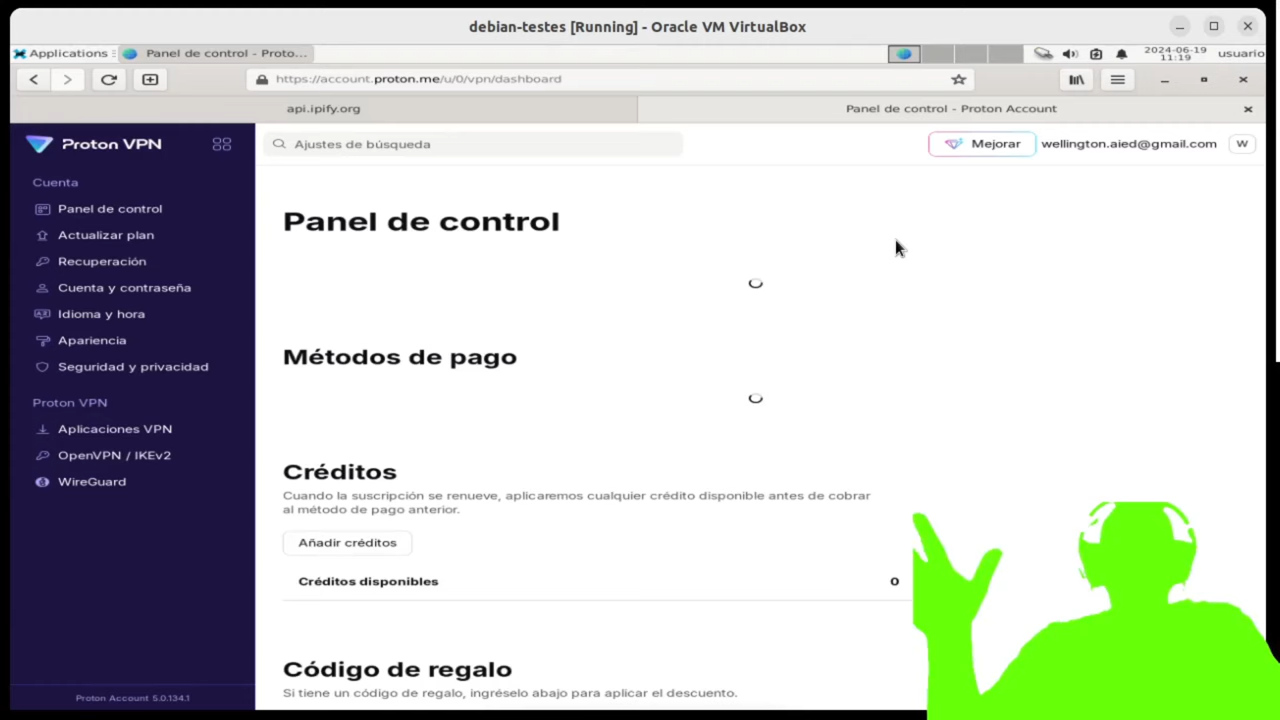 debian-testes [Running] - Oracle VM VirtualBox
Applications
Panel de control - Proto...
2024-06-19
11:19
usuario
https://account.proton.me/u/0/vpn/dashboard
api.ipify.org
Panel de control - Proton Account
Proton VPN
Ajustes de búsqueda
Mejorar
wellington.aied@gmail.com
W
Cuenta
Panel de control
Actualizar plan
Recuperación
Cuenta y contraseña
Idioma y hora
Apariencia
Seguridad y privacidad
Proton VPN
Aplicaciones VPN
OpenVPN / IKEv2
WireGuard
Proton Account 5.0.134.1
Panel de control
Métodos de pago
Créditos
Cuando la suscripción se renueve, aplicaremos cualquier crédito disponible antes de cobrar
al método de pago anterior.
Añadir créditos
Créditos disponibles
0
Código de regalo
Si tiene un código de regalo, ingréselo abajo para aplicar el descuento.